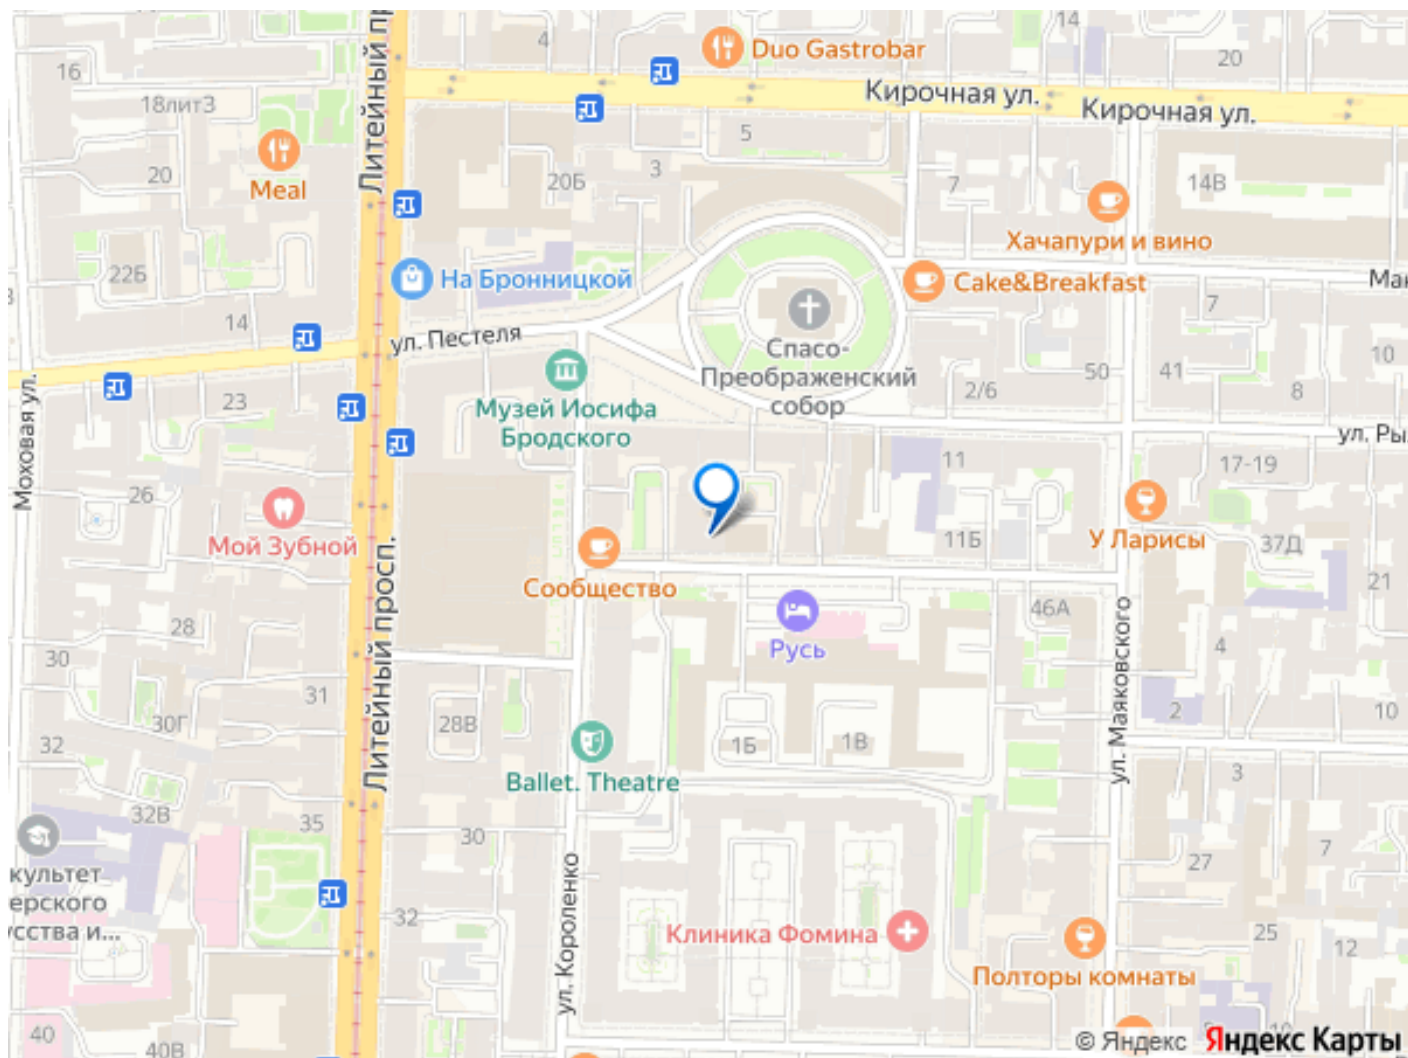 Литейный пр
16
4
Duo Gastrobar
14
20
18литЗ
Кирочная ул.
Кирочная ул.
5
3
20
Meal
20Б
7
14В
Хачапури и вино
22Б
На Бронницкой
Cake&Breakfast
Мак
7
14
ул. Пестеля
Спасо-
Преображенский
собор
10
50
41
8
2/6
23
Музей Иосифа
Бродского
ул. Ры
Моховая ул.
26
11
17-19
Мой Зубной
11Б
У Ларисы
37Д
Литейный просп.
Сообщество
21
46А
28
Русь
30
4
31
30Г
28В
2
10
32
1Б
1В
ул. Маяковского
Ballet. Theatre
3
32В
35
30
27
7
культет
ерского
усства и...
ул. Короленко
32
Клиника Фомина
25
12
Полторы комнаты
40
40В
© Яндекс Яндекс Карты